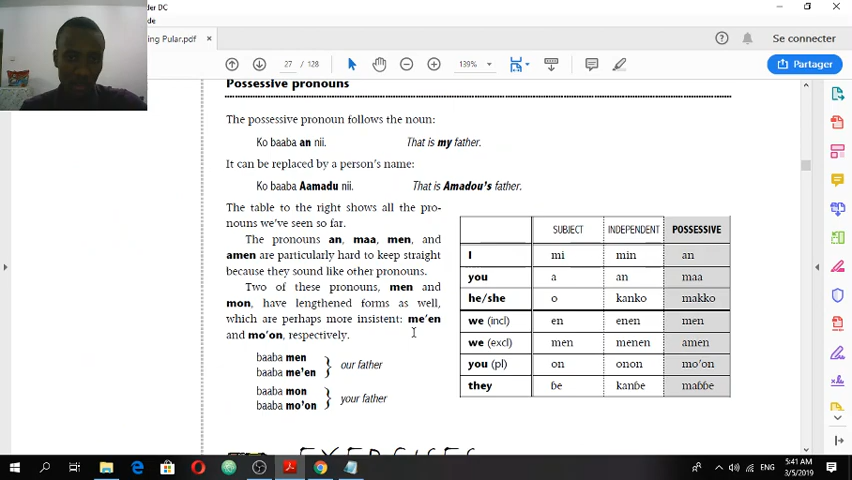 der DC
de
ing Pular.pdf
Se connecter
27 / 128
139%
Partager
Possessive pronouns
The possessive pronoun follows the noun:
Ko baaba an nii. That is my father.
It can be replaced by a person's name:
Ko baaba Aamadu nii. That is Amadou's father.
The table to the right shows all the pro-
nouns we've seen so far.
The pronouns an, maa, men, and
amen are particularly hard to keep straight
because they sound like other pronouns.
Two of these pronouns, men and
mon, have lengthened forms as well,
which are perhaps more insistent: me'en
and mo'on, respectively.
baaba men
baaba me'en
our father
baaba mon
baaba mo'on
your father
SUBJECT INDEPENDENT POSSESSIVE
I mi min an
you a an maa
he/she o kanko makko
we (incl) en enen men
we (excl) men menen amen
you (pl) on onon mo'on
they ɓe kanɓe maɓɓe
EXERCISES
ENG
5:41 AM
3/5/2019